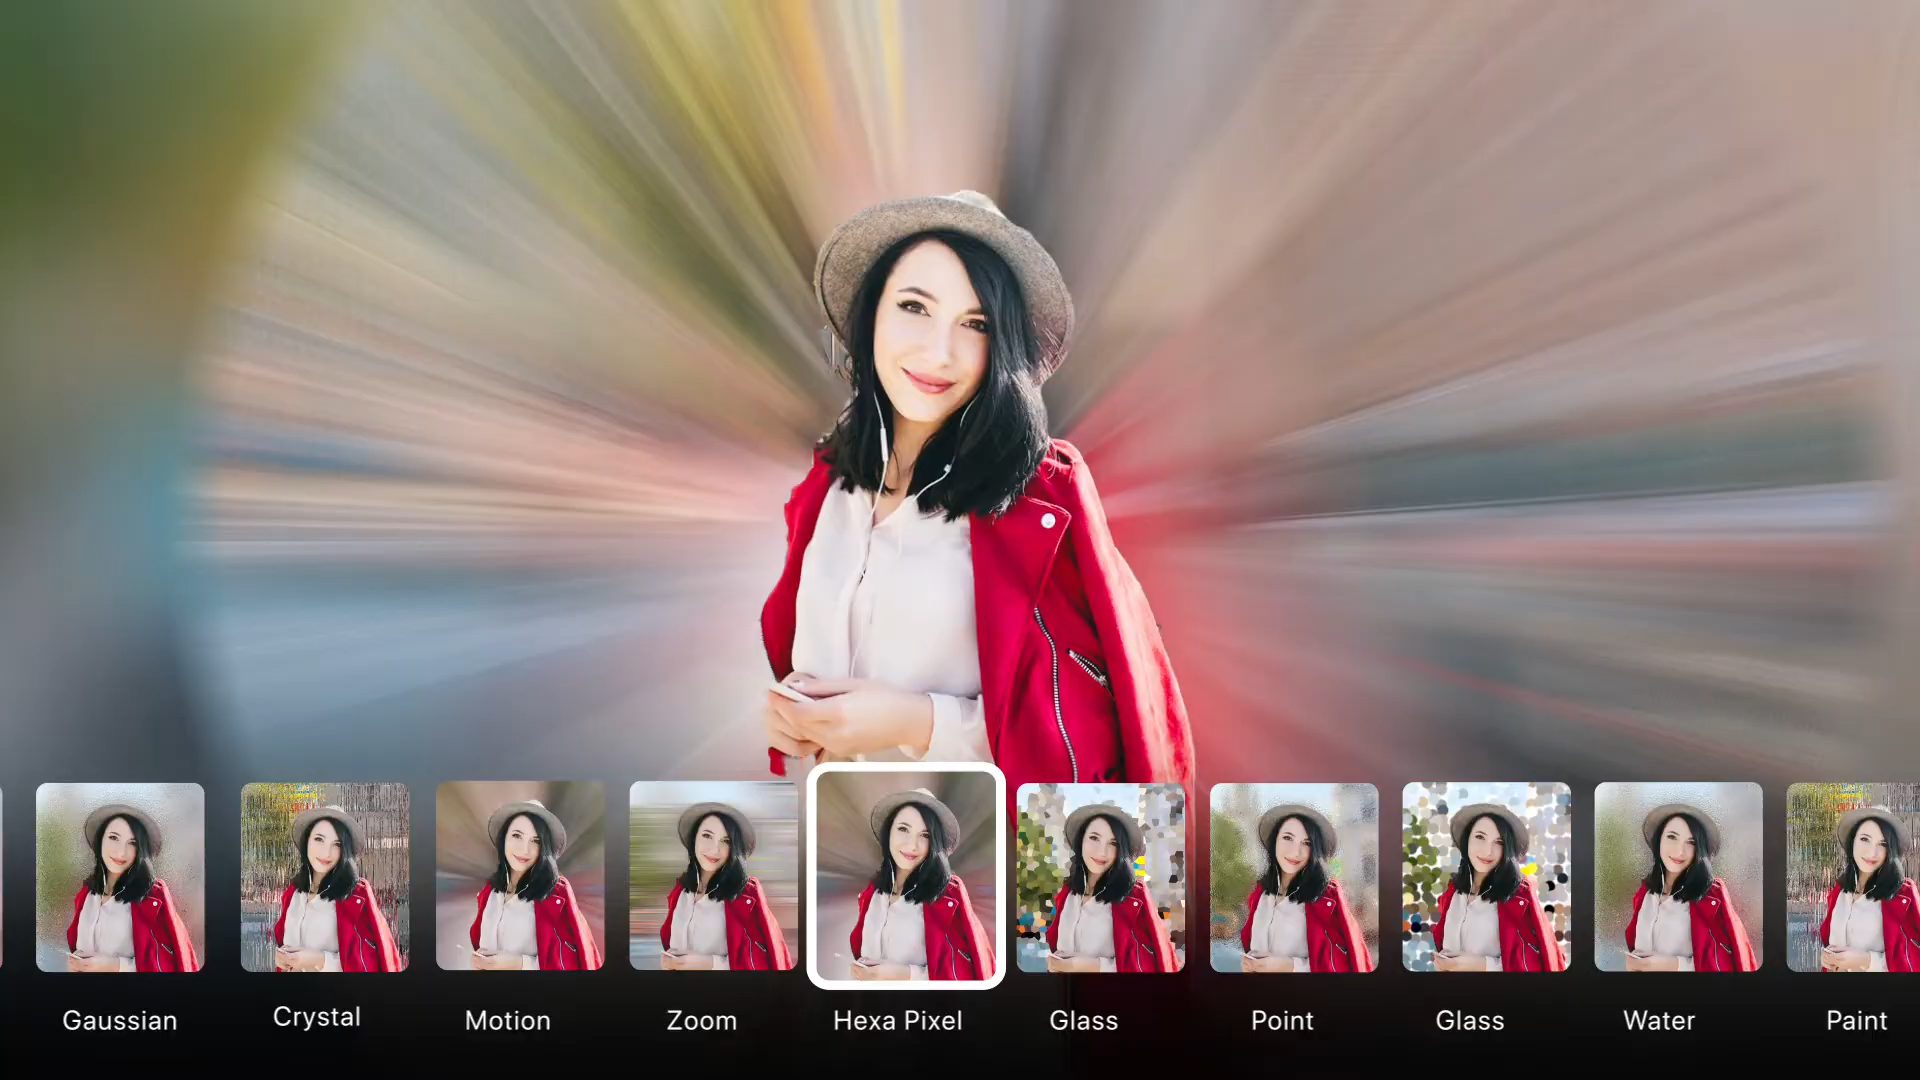 Gaussian
Crystal
Motion
Zoom
Hexa Pixel
Glass
Point
Glass
Water
Paint